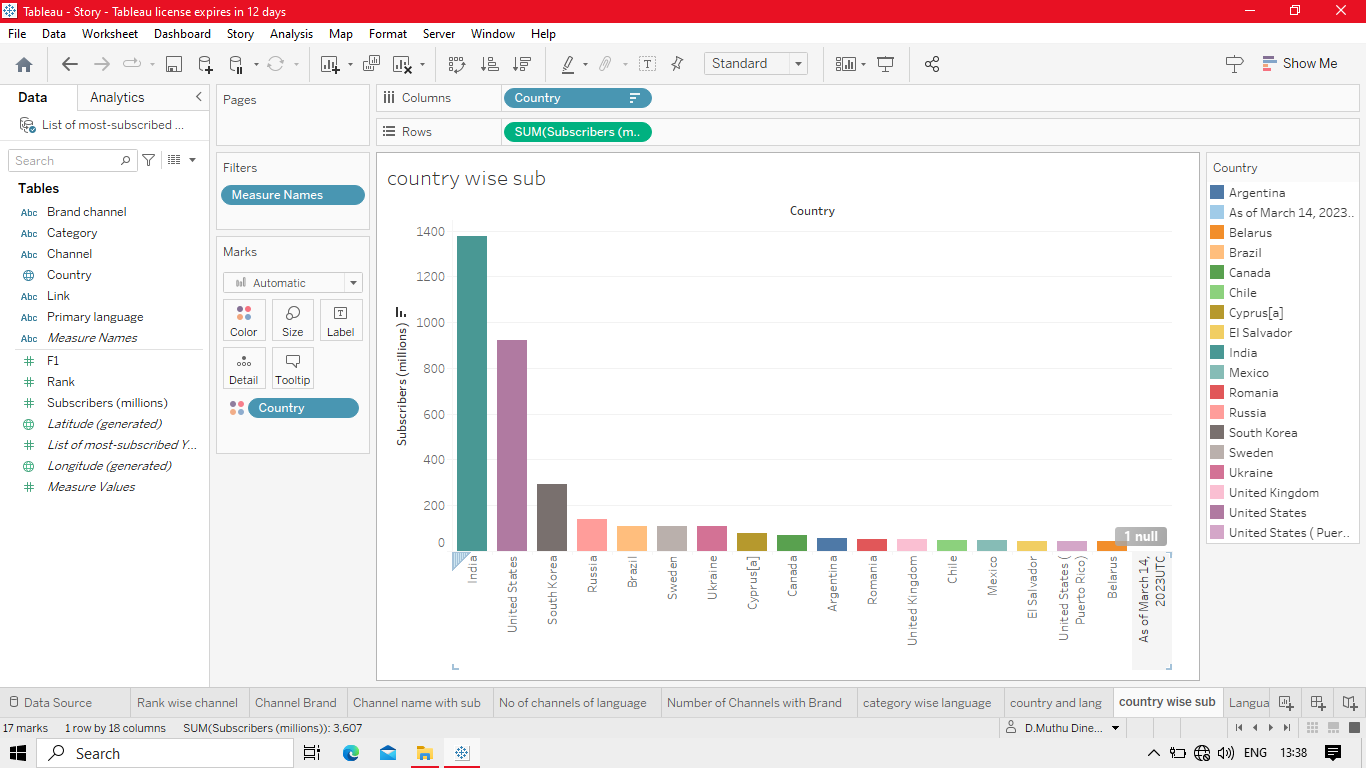 Tableau - Story - Tableau license expires in 12 days
File Data Worksheet Dashboard Story Analysis Map Format Server Window Help
Standard
Show Me
Data Analytics
List of most-subscribed ...
Search
Tables
Abc Brand channel
Abc Category
Abc Channel
Country
Abc Link
Abc Primary language
Abc Measure Names
F1
Rank
Subscribers (millions)
Latitude (generated)
List of most-subscribed Y...
Longitude (generated)
Measure Values
Pages
Filters
Measure Names
Marks
Automatic
Color Size Label
Detail Tooltip
Country
Columns Country
Rows SUM(Subscribers (m..
country wise sub
Country
Subscribers (millions)
1400
1200
1000
800
600
400
200
0
1 null
India
United States
South Korea
Russia
Brazil
Sweden
Ukraine
Cyprus[a]
Canada
Argentina
Romania
United Kingdom
Chile
Mexico
El Salvador
United States (
Puerto Rico)
Belarus
As of March 14,
2023UTC
Country
Argentina
As of March 14, 2023..
Belarus
Brazil
Canada
Chile
Cyprus[a]
El Salvador
India
Mexico
Romania
Russia
South Korea
Sweden
Ukraine
United Kingdom
United States
United States ( Puer..
Data Source Rank wise channel Channel Brand Channel name with sub No of channels of language Number of Channels with Brand category wise language country and lang country wise sub Langua
17 marks 1 row by 18 columns SUM(Subscribers (millions)): 3,607 D.Muthu Dine...
Search ENG 13:38